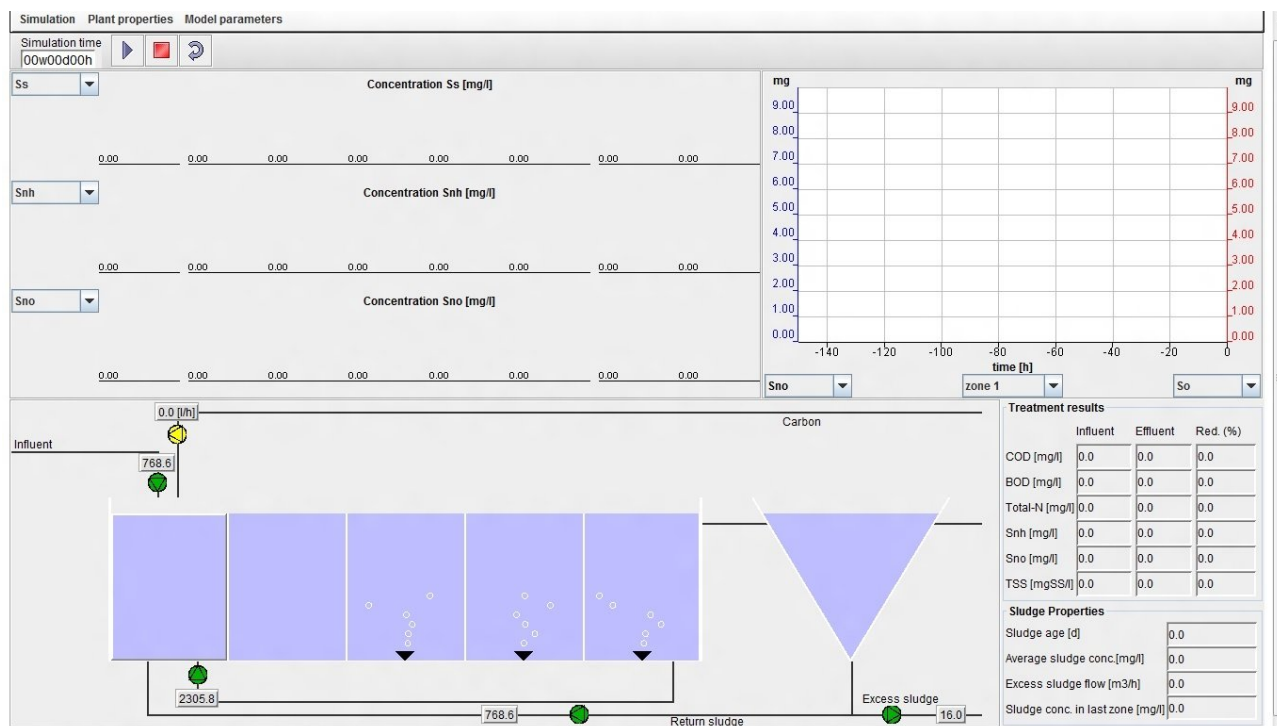 Simulation Plant properties Model parameters
Simulation time
00w00d00h
Ss
Concentration Ss [mg/l]
0.00 0.00 0.00 0.00 0.00 0.00 0.00 0.00
Snh
Concentration Snh [mg/l]
0.00 0.00 0.00 0.00 0.00 0.00 0.00 0.00
Sno
Concentration Sno [mg/l]
0.00 0.00 0.00 0.00 0.00 0.00 0.00 0.00
mg mg
9.00 9.00
8.00 8.00
7.00 7.00
6.00 6.00
5.00 5.00
4.00 4.00
3.00 3.00
2.00 2.00
1.00 1.00
0.00 0.00
-140 -120 -100 -80 -60 -40 -20 0
time [h]
Sno zone 1 So
0.0 [l/h]
Carbon
Influent
768.6
2305.8
768.6
Return sludge
Excess sludge
16.0
Treatment results
Influent Effluent Red. (%)
COD [mg/l] 0.0 0.0 0.0
BOD [mg/l] 0.0 0.0 0.0
Total-N [mg/l] 0.0 0.0 0.0
Snh [mg/l] 0.0 0.0 0.0
Sno [mg/l] 0.0 0.0 0.0
TSS [mgSS/l] 0.0 0.0 0.0
Sludge Properties
Sludge age [d] 0.0
Average sludge conc.[mg/l] 0.0
Excess sludge flow [m3/h] 0.0
Sludge conc. in last zone [mg/l] 0.0